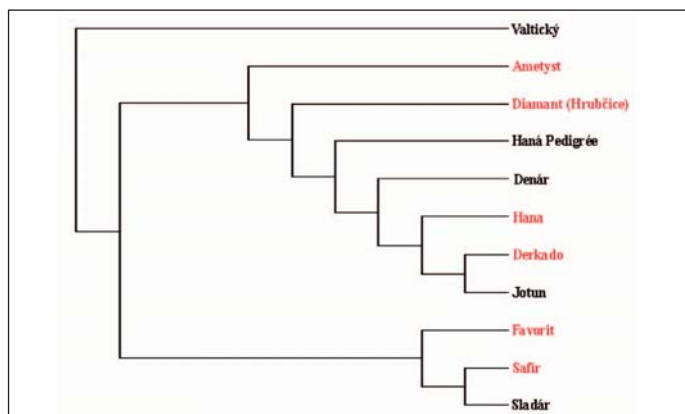 Valtický
Ametyst
Diamant (Hrubčice)
Haná Pedigrée
Denár
Hana
Derkado
Jotun
Favorit
Safír
Sladár